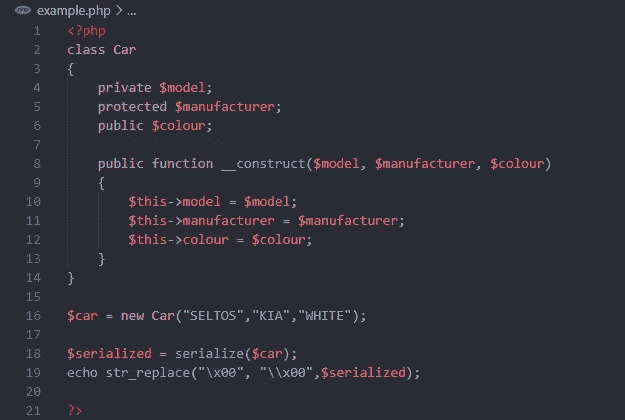 example.php > ...
1 <?php
2 class Car
3 {
4 private $model;
5 protected $manufacturer;
6 public $colour;
7
8 public function __construct($model, $manufacturer, $colour)
9 {
10 $this->model = $model;
11 $this->manufacturer = $manufacturer;
12 $this->colour = $colour;
13 }
14 }
15
16 $car = new Car("SELTOS","KIA","WHITE");
17
18 $serialized = serialize($car);
19 echo str_replace("\x00", "\\x00",$serialized);
20
21 ?>